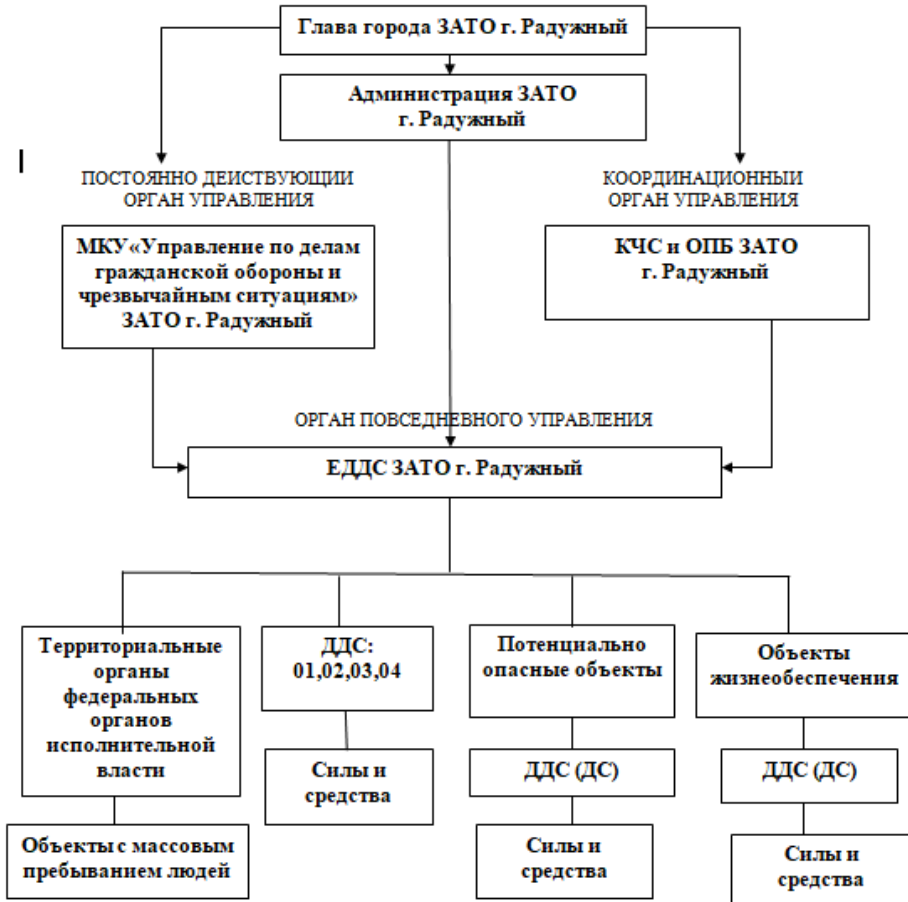 Глава города ЗАТО г. Радужный
Администрация ЗАТО
г. Радужный
ПОСТОЯННО ДЕЙСТВУЮЩИЙ
ОРГАН УПРАВЛЕНИЯ
КООРДИНАЦИОННЫЙ
ОРГАН УПРАВЛЕНИЯ
МКУ«Управление по делам
гражданской обороны и
чрезвычайным ситуациям»
ЗАТО г. Радужный
КЧС и ОПБ ЗАТО
г. Радужный
ОРГАН ПОВСЕДНЕВНОГО УПРАВЛЕНИЯ
ЕДДС ЗАТО г. Радужный
Территориальные
органы
федеральных
органов
исполнительной
власти
ДДС:
01,02,03,04
Потенциально
опасные объекты
Объекты
жизнеобеспечения
Силы и
средства
ДДС (ДС)
ДДС (ДС)
Объекты с массовым
пребыванием людей
Силы и
средства
Силы и
средства